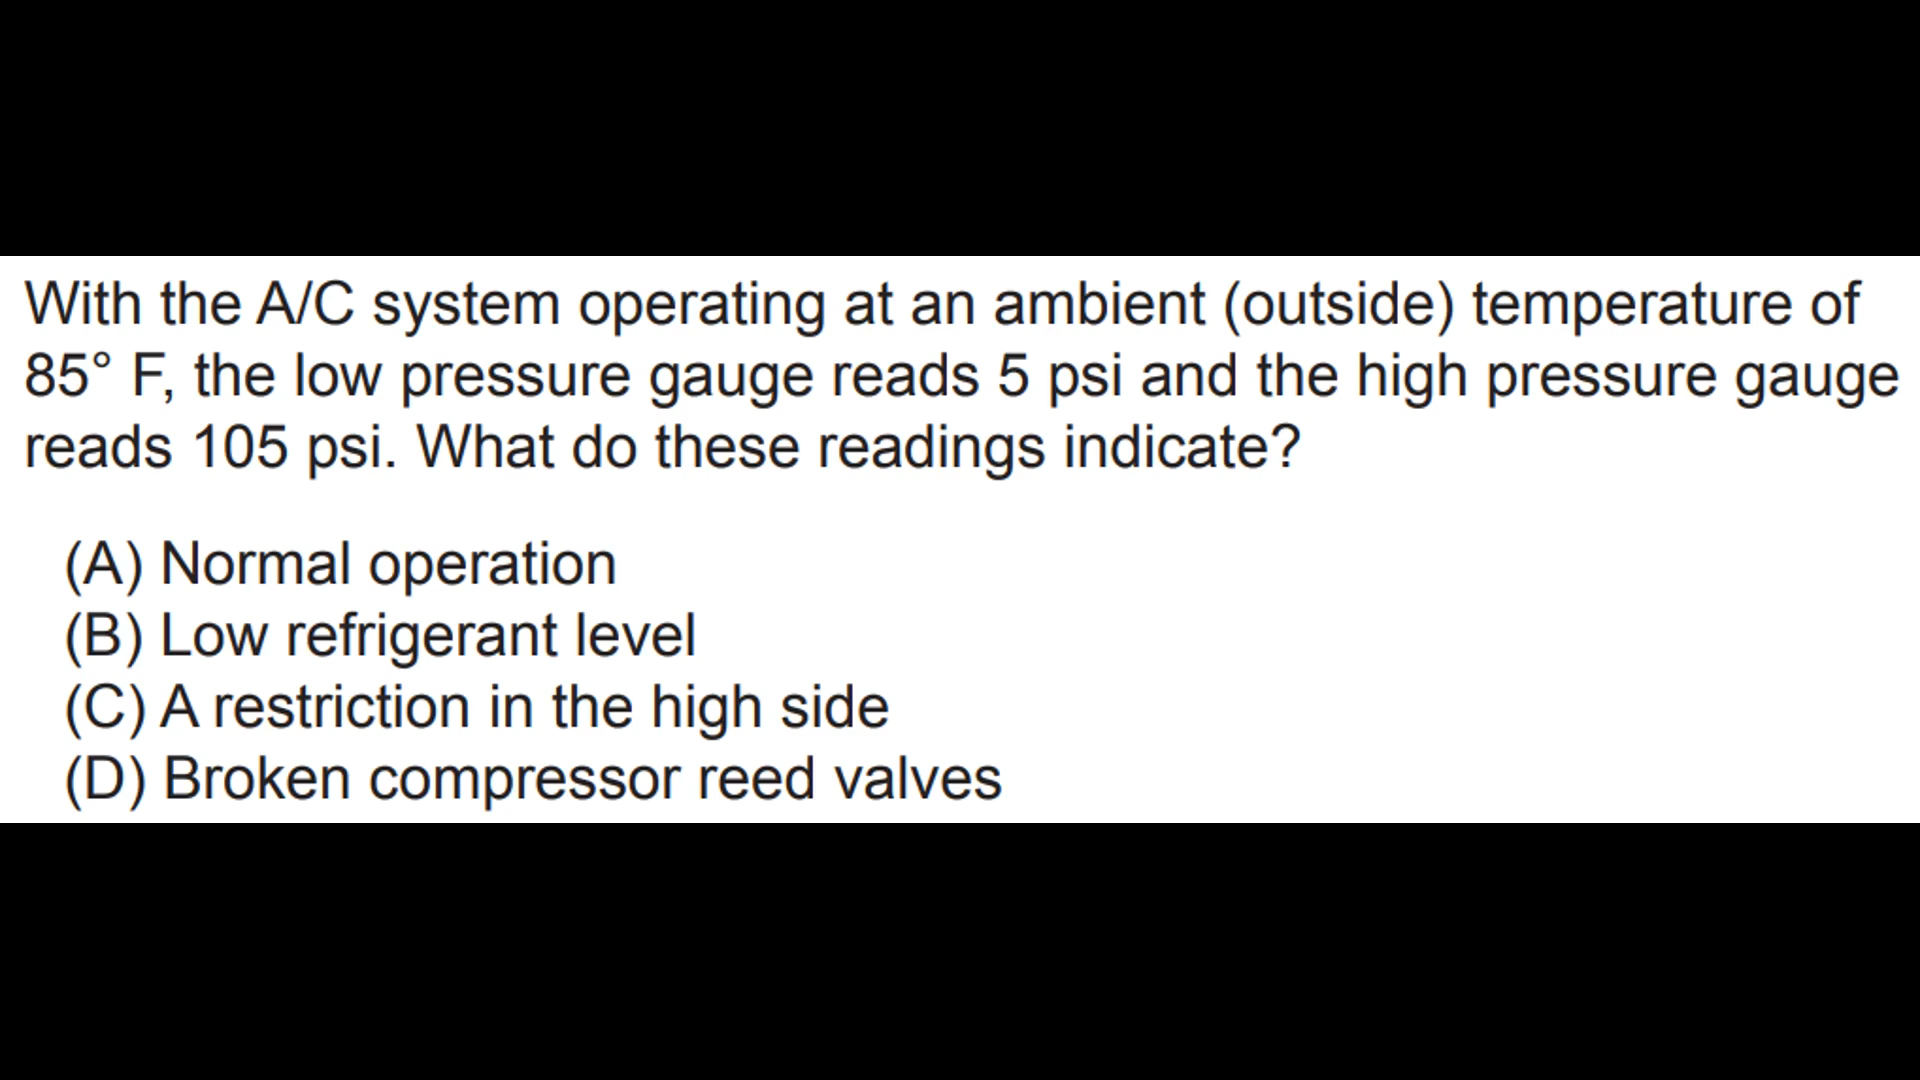 With the A/C system operating at an ambient (outside) temperature of
85° F, the low pressure gauge reads 5 psi and the high pressure gauge
reads 105 psi. What do these readings indicate?
(A) Normal operation
(B) Low refrigerant level
(C) A restriction in the high side
(D) Broken compressor reed valves